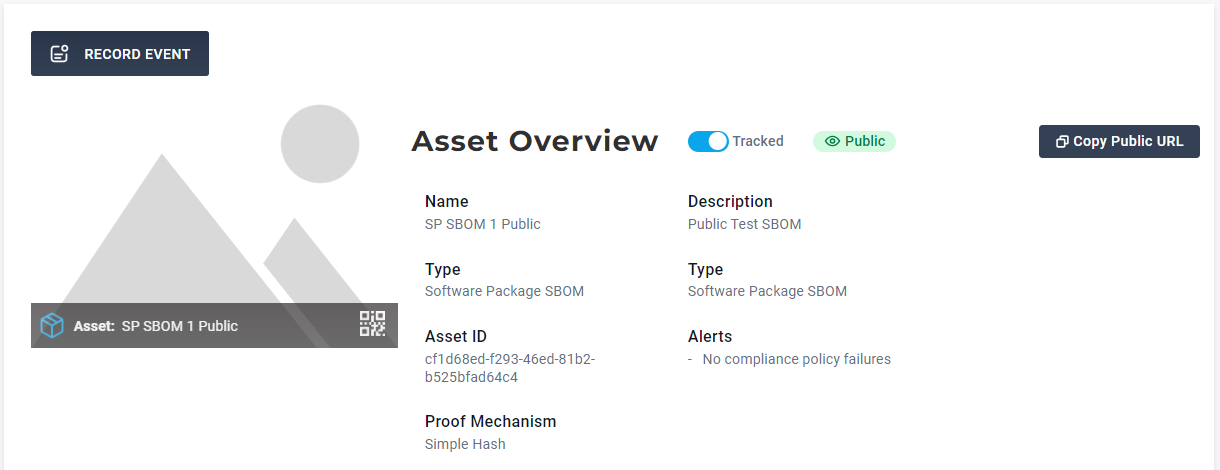 RECORD EVENT
Asset Overview
Tracked
Public
Copy Public URL
Name
SP SBOM 1 Public
Description
Public Test SBOM
Type
Software Package SBOM
Type
Software Package SBOM
Asset: SP SBOM 1 Public
Asset ID
cf1d68ed-f293-46ed-81b2-
b525bfad64c4
Alerts
- No compliance policy failures
Proof Mechanism
Simple Hash